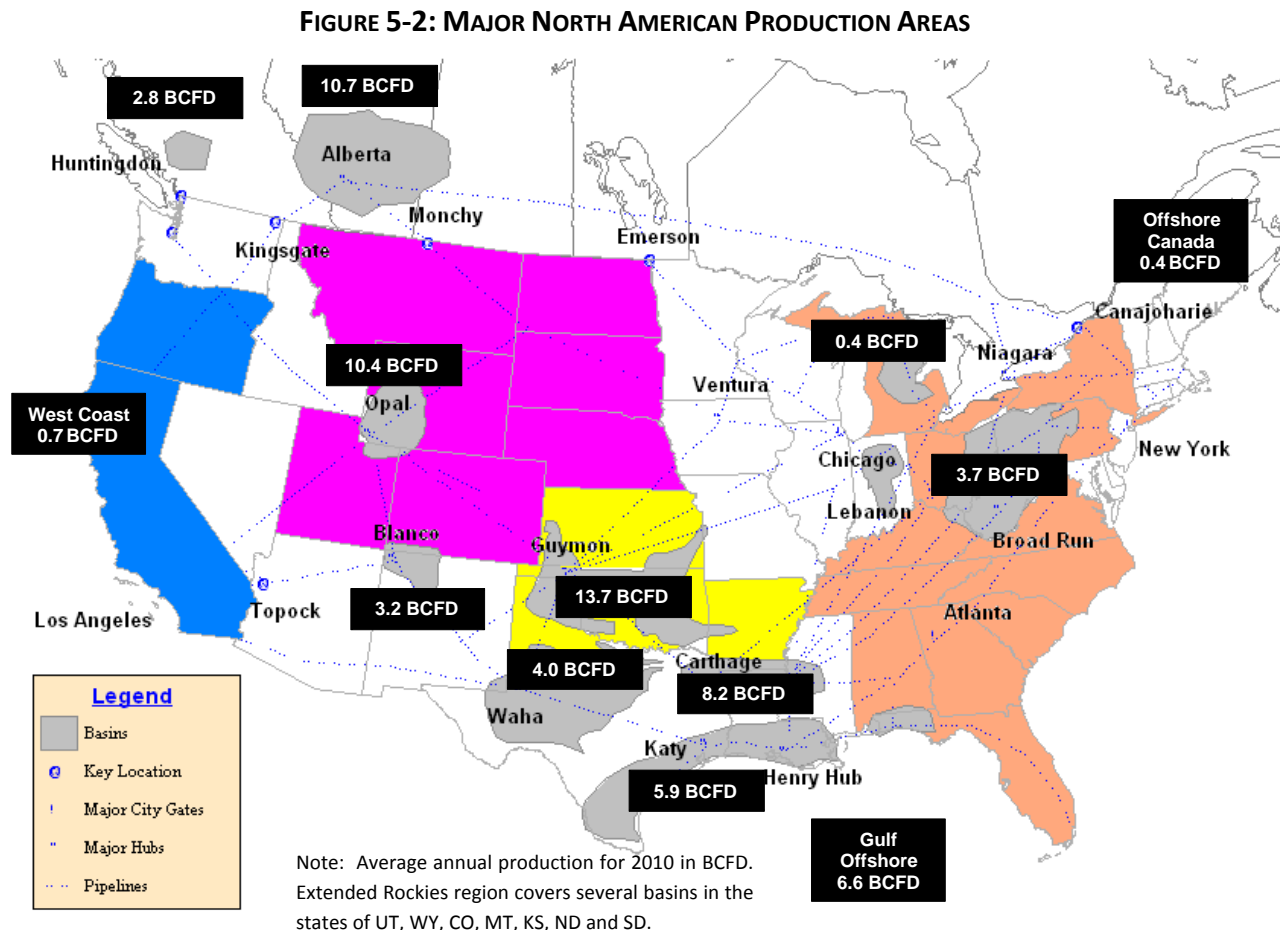 FIGURE 5-2: MAJOR NORTH AMERICAN PRODUCTION AREAS
2.8 BCFD
10.7 BCFD
Huntingdon
Alberta
Monchy
Kingsgate
Emerson
Offshore
Canada
0.4 BCFD
Canajoharie
0.4 BCFD
Niagara
10.4 BCFD
Opal
Ventura
West Coast
0.7 BCFD
Chicago
New York
3.7 BCFD
Lebanon
Broad Run
Blanco
Guymon
Topock
3.2 BCFD
13.7 BCFD
Los Angeles
Atlanta
4.0 BCFD
Carthage
8.2 BCFD
Waha
Katy
Henry Hub
5.9 BCFD
Gulf
Offshore
6.6 BCFD
Legend
Basins
Key Location
Major City Gates
Major Hubs
Pipelines
Note: Average annual production for 2010 in BCFD.
Extended Rockies region covers several basins in the
states of UT, WY, CO, MT, KS, ND and SD.